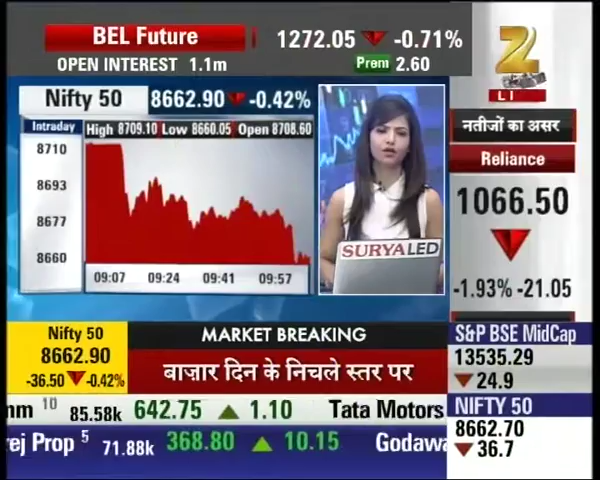 BEL Future
1272.05 -0.71%
OPEN INTEREST 1.1m
Prem 2.60
Nifty 50 8662.90 -0.42%
Intraday High 8709.10 Low 8660.05 Open 8708.60
8710
8693
8677
8660
09:07 09:24 09:41 09:57
SURYA LED
नतीजों का असर
Reliance
1066.50
-1.93% -21.05
Nifty 50
8662.90
-36.50 -0.42%
MARKET BREAKING
बाज़ार दिन के निचले स्तर पर
S&P BSE MidCap
13535.29
24.9
NIFTY 50
8662.70
36.7
10 85.58k 642.75 1.10 Tata Motors
Prop 5 71.88k 368.80 10.15